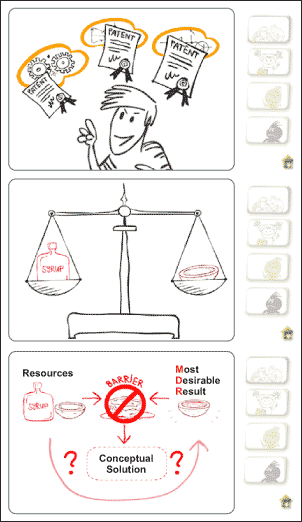 PATENT
PATENT
PATENT
SYRUP
Resources
Most
Desirable
Result
BARRIER
SYRUP
?
Conceptual
Solution
?